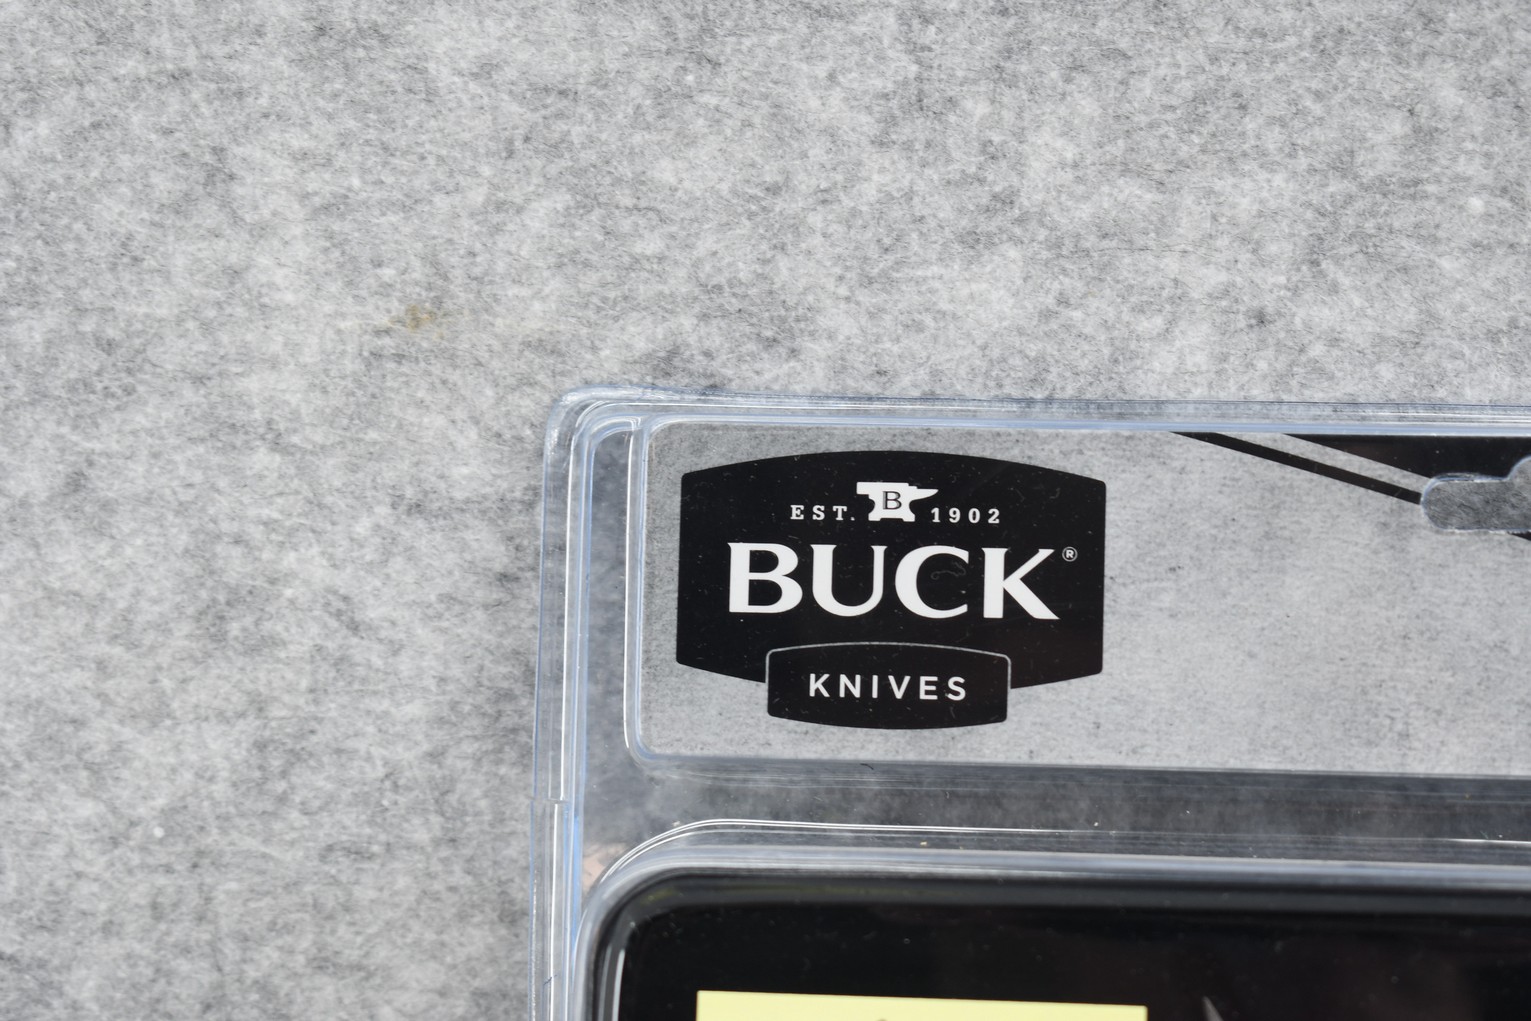 EST. B 1902
BUCK®
KNIVES